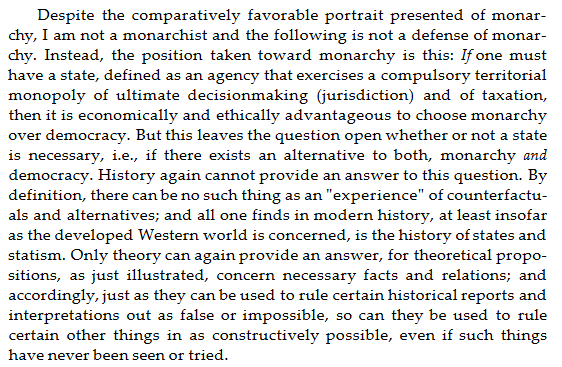 Despite the comparatively favorable portrait presented of monar-
chy, I am not a monarchist and the following is not a defense of monar-
chy. Instead, the position taken toward monarchy is this: If one must
have a state, defined as an agency that exercises a compulsory territorial
monopoly of ultimate decisionmaking (jurisdiction) and of taxation,
then it is economically and ethically advantageous to choose monarchy
over democracy. But this leaves the question open whether or not a state
is necessary, i.e., if there exists an alternative to both, monarchy and
democracy. History again cannot provide an answer to this question. By
definition, there can be no such thing as an "experience" of counterfactu-
als and alternatives; and all one finds in modern history, at least insofar
as the developed Western world is concerned, is the history of states and
statism. Only theory can again provide an answer, for theoretical propo-
sitions, as just illustrated, concern necessary facts and relations; and
accordingly, just as they can be used to rule certain historical reports and
interpretations out as false or impossible, so can they be used to rule
certain other things in as constructively possible, even if such things
have never been seen or tried.